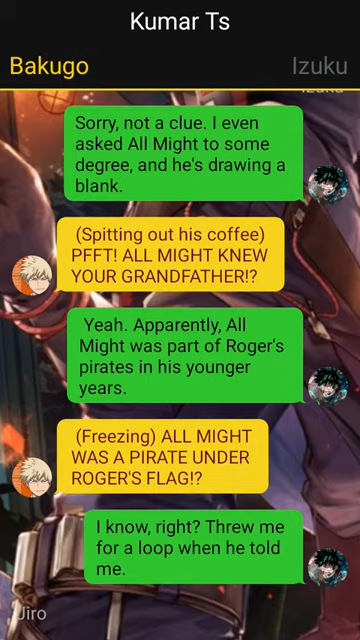 Kumar Ts
Bakugo
Izuku
Izuku
Sorry, not a clue. I even
asked All Might to some
degree, and he's drawing a
blank.
(Spitting out his coffee)
PFFT! ALL MIGHT KNEW
YOUR GRANDFATHER!?
Yeah. Apparently, All
Might was part of Roger's
pirates in his younger
years.
(Freezing) ALL MIGHT
WAS A PIRATE UNDER
ROGER'S FLAG!?
I know, right? Threw me
for a loop when he told
me.
Jiro